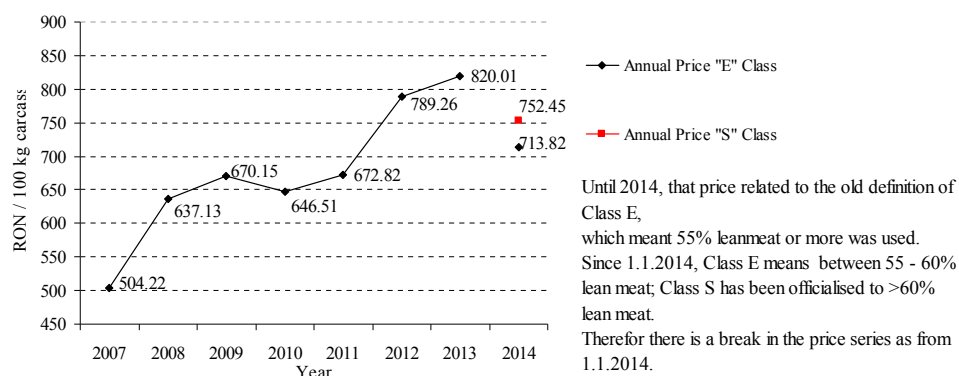 900
850
800
750
700
650
600
550
500
450
RON / 100 kg carcass
504.22
637.13
670.15
646.51
672.82
789.26
820.01
752.45
713.82
2007 2008 2009 2010 2011 2012 2013 2014
Year
Annual Price "E" Class
Annual Price "S" Class
Until 2014, that price related to the old definition of
Class E,
which meant 55% leanmeat or more was used.
Since 1.1.2014, Class E means between 55 - 60%
lean meat; Class S has been officialised to >60%
lean meat.
Therefor there is a break in the price series as from
1.1.2014.